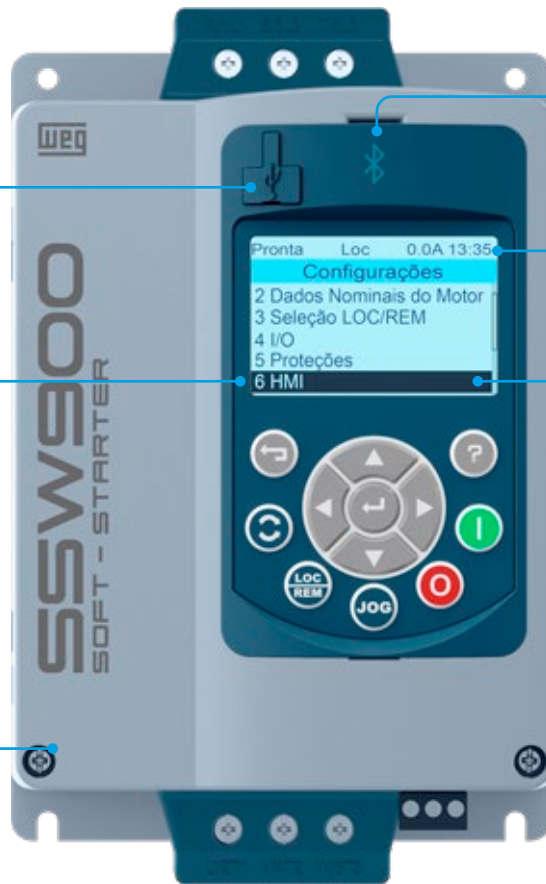 WEG
Pronta Loc 0.0A 13:35
Configurações
2 Dados Nominais do Motor
3 Seleção LOC/REM
4 I/O
5 Proteções
6 HMI
SSW900
SOFT-STARTER
?
I
LOC
REM
JOG
O